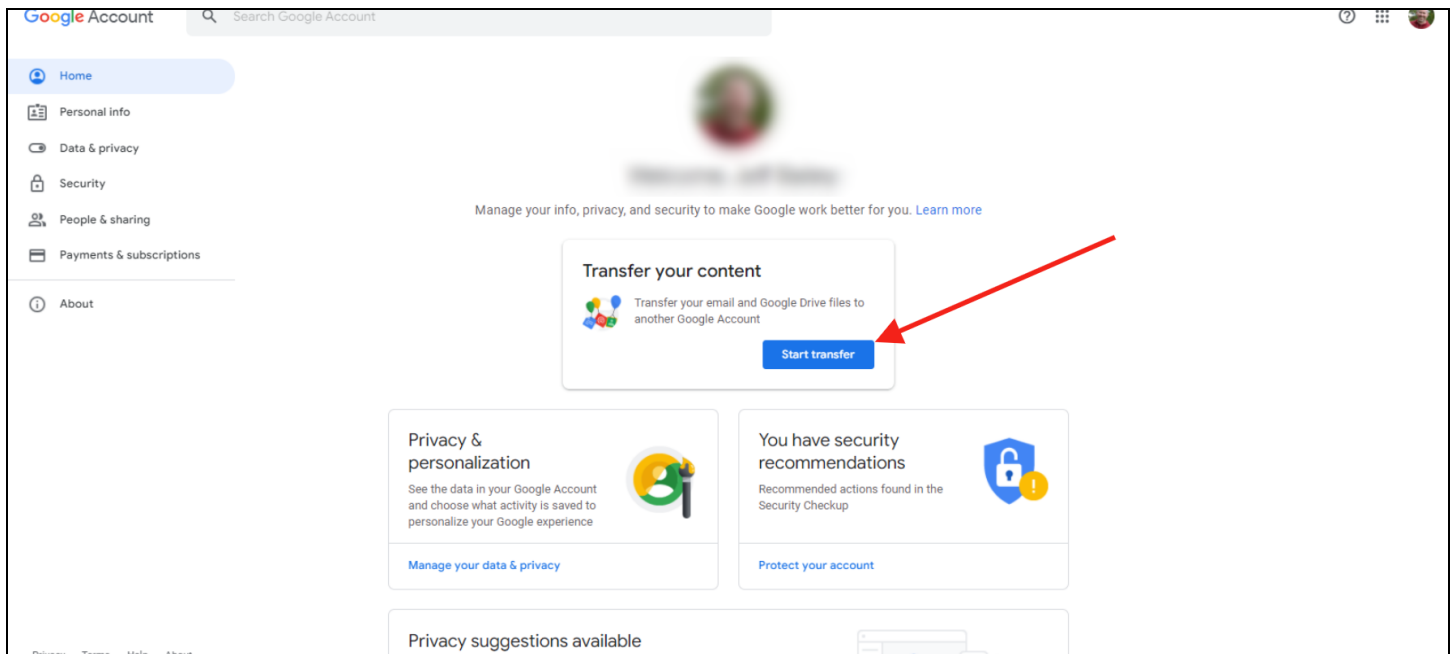 Google Account
Search Google Account
Home
Personal info
Data & privacy
Security
People & sharing
Payments & subscriptions
About
Manage your info, privacy, and security to make Google work better for you. Learn more
Transfer your content
Transfer your email and Google Drive files to
another Google Account
Start transfer
Privacy &
personalization
See the data in your Google Account
and choose what activity is saved to
personalize your Google experience
Manage your data & privacy
You have security
recommendations
Recommended actions found in the
Security Checkup
Protect your account
Privacy suggestions available
Privacy Terms Help About